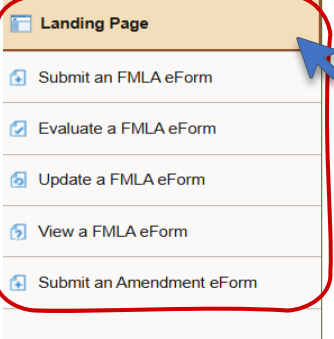 Landing Page
Submit an FMLA eForm
Evaluate a FMLA eForm
Update a FMLA eForm
View a FMLA eForm
Submit an Amendment eForm